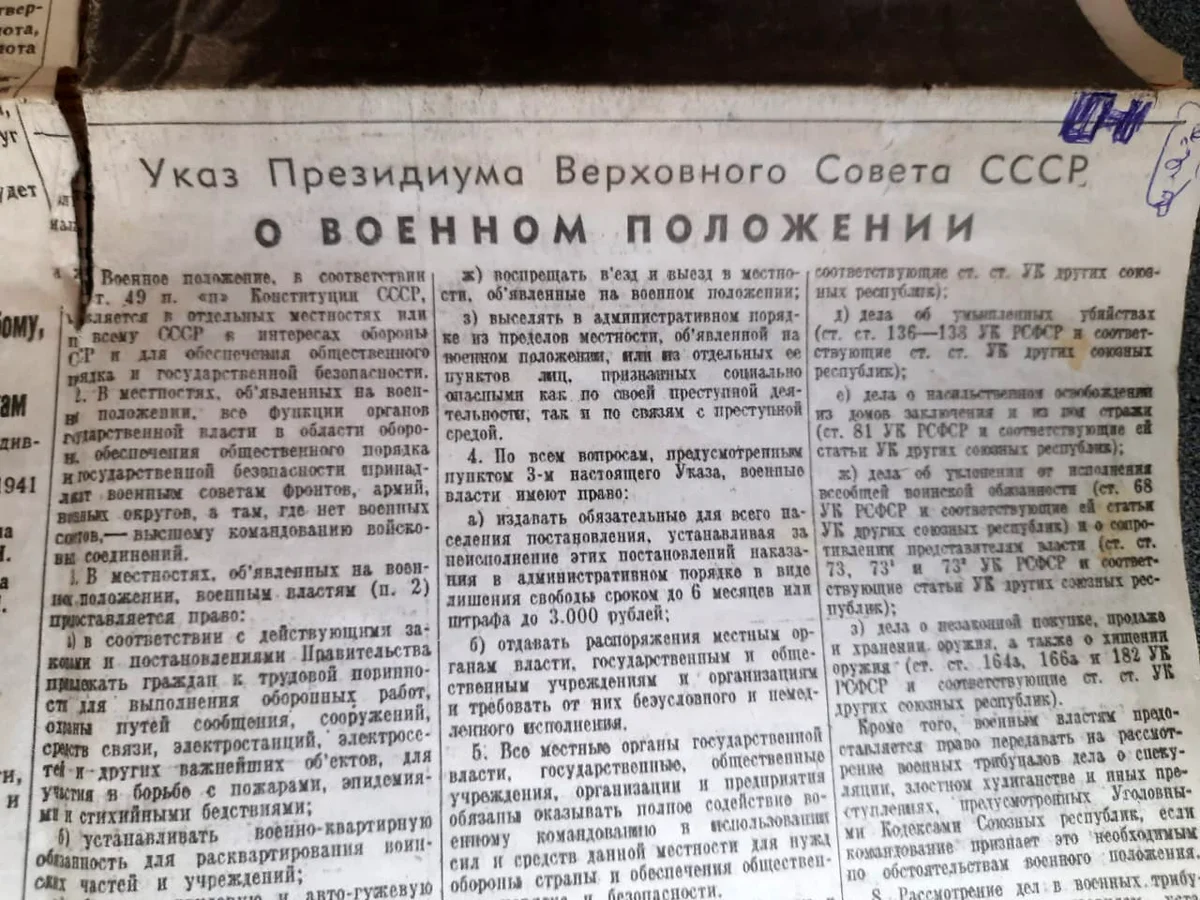 твер-
лота,
лота
уг
удет
бому,
там
див-
1941
Указ Президиума Верховного Совета СССР
О ВОЕННОМ ПОЛОЖЕНИИ
Военное положение, в соответствии
т. 49 п. «п» Конституции СССР,
вляется в отдельных местностях или
всему СССР в интересах обороны
СР и для обеспечения общественного
рядка и государственной безопасности.
2. В местностях, об'явленных на воен-
положении, все функции органов
государственной власти в области оборо-
обеспечения общественного порядка
и государственной безопасности принад-
лежат военным советам фронтов, армий,
военных округов, а там, где нет военных
советов,— высшему командованию войско-
вых соединений.
3. В местностях, об'явленных на воен-
ном положении, военным властям (п. 2)
предоставляется право:
а) в соответствии с действующими за-
конами и постановлениями Правительства
привлекать граждан к трудовой повинно-
сти для выполнения оборонных работ,
охраны путей сообщения, сооружений,
средств связи, электростанций, электросе-
тей и других важнейших об'ектов, для
участия в борьбе с пожарами, эпидемия-
ми и стихийными бедствиями;
б) устанавливать военно-квартирную
обязанность для расквартирования воин-
ских частей и учреждений;
и авто-гужевую
ж) воспрещать в'езд и выезд в местно-
сти, об'явленные на военном положении;
з) выселять в административном поряд-
ке из пределов местности, об'явленной на
военном положении, или из отдельных ее
пунктов лиц, признанных социально
опасными как по своей преступной дея-
тельности, так и по связям с преступной
средой.
4. По всем вопросам, предусмотренным
пунктом 3-м настоящего Указа, военные
власти имеют право:
а) издавать обязательные для всего на-
селения постановления, устанавливая за
неисполнение этих постановлений наказа-
ния в административном порядке в виде
лишения свободы сроком до 6 месяцев или
штрафа до 3.000 рублей;
б) отдавать распоряжения местным ор-
ганам власти, государственным и обще-
ственным учреждениям и организациям
и требовать от них безусловного и немед-
ленного исполнения.
5. Все местные органы государственной
власти, государственные, общественные
учреждения, организации и предприятия
обязаны оказывать полное содействие во-
енному командованию в использовании
сил и средств данной местности для нужд
обороны страны и обеспечения обществен-
и безопасности.
соответствующие ст. ст. УК других союз-
ных республик);
д) дела об умышленных убийствах
(ст. ст. 136—138 УК РСФСР и соответ-
ствующие ст. ст. УК других союзных
республик);
е) дела о насильственном освобождении
из домов заключения и из под стражи
(ст. 81 УК РСФСР и соответствующие ей
статьи УК других союзных республик);
ж) дела об уклонении от исполнения
всеобщей воинской обязанности (ст. 68
УК РСФСР и соответствующие ей статьи
УК других союзных республик) и о сопро-
тивлении представителям власти (ст. ст.
73, 73¹ и 73² УК РСФСР и соответ-
ствующие статьи УК других союзных рес-
публик);
з) дела о незаконной покупке, продаже
и хранении оружия, а также о хищении
оружия (ст. ст. 164а, 166а и 182 УК
РСФСР и соответствующие ст. ст. УК
других союзных республик).
Кроме того, военным властям предо-
ставляется право передавать на рассмот-
рение военных трибуналов дела о спеку-
ляции, злостном хулиганстве и иных пре-
ступлениях, предусмотренных Уголовны-
ми Кодексами Союзных республик, если
командование признает это необходимым
по обстоятельствам военного положения.
8. Рассмотрение дел в военных трибу-